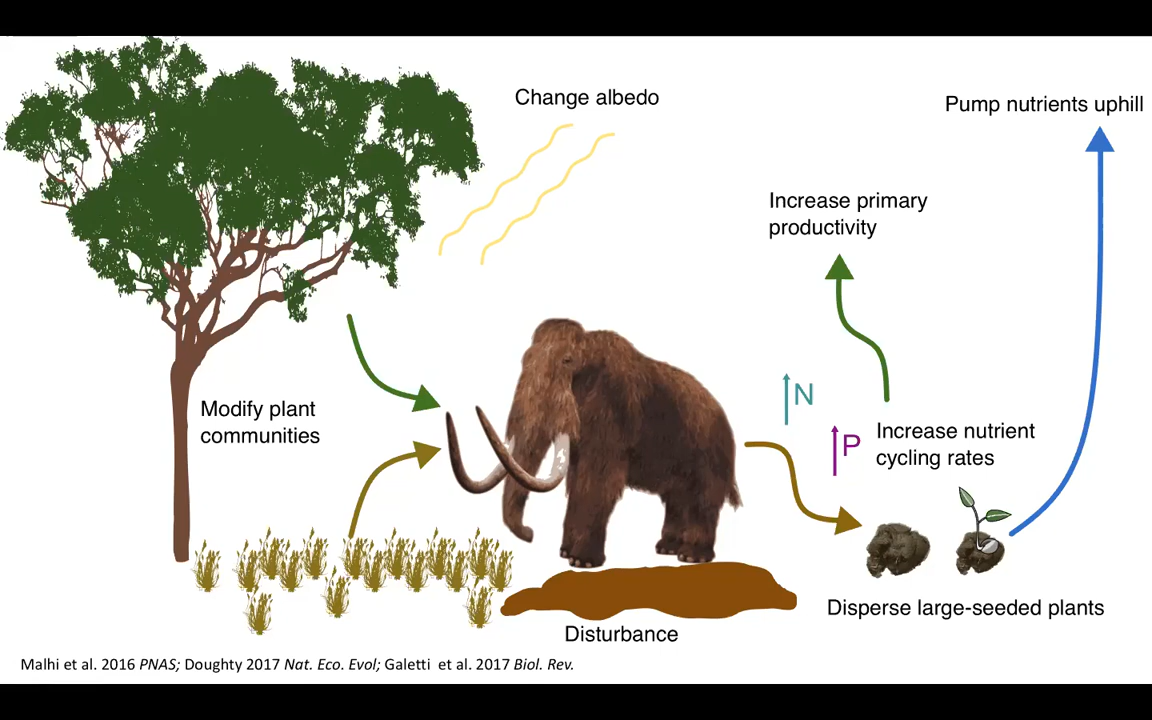 Change albedo
Pump nutrients uphill
Increase primary
productivity
Modify plant
communities
N
P
Increase nutrient
cycling rates
Disperse large-seeded plants
Disturbance
Malhi et al. 2016 PNAS; Doughty 2017 Nat. Eco. Evol; Galetti et al. 2017 Biol. Rev.